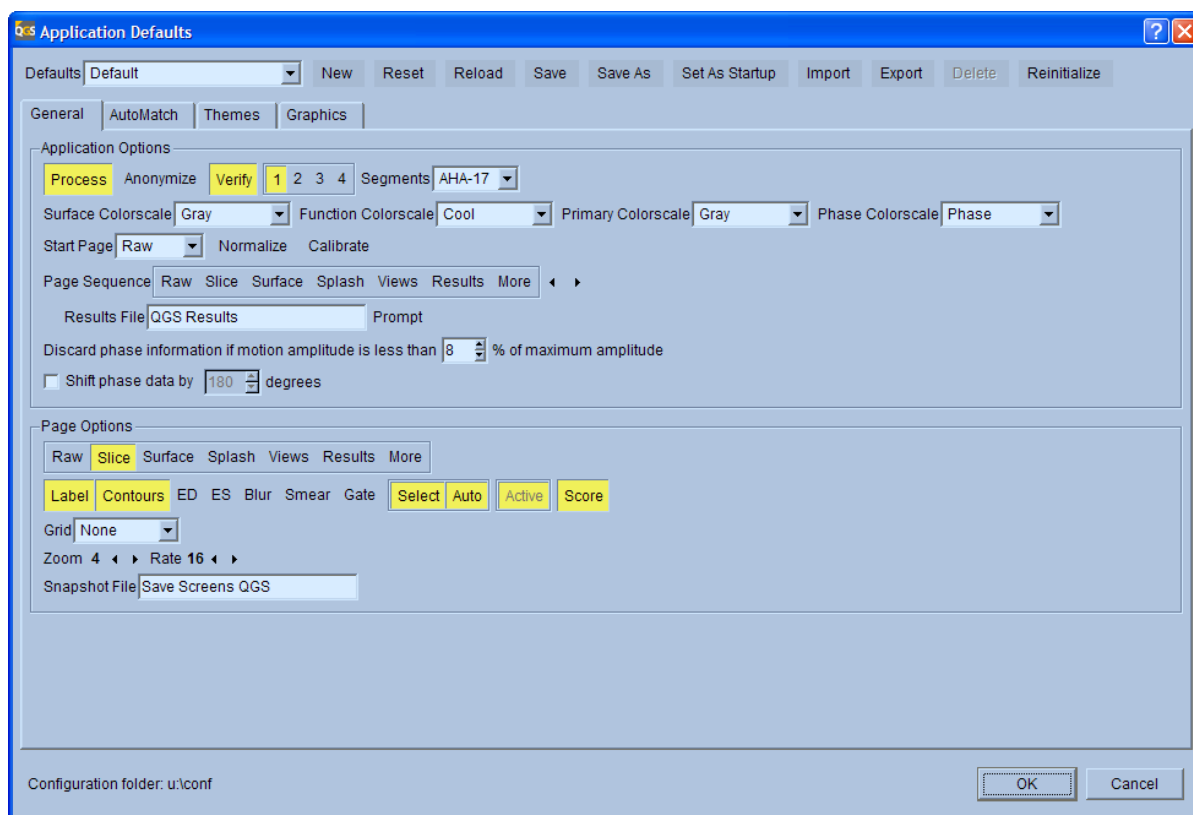 QGS Application Defaults
Defaults Default New Reset Reload Save Save As Set As Startup Import Export Delete Reinitialize
General AutoMatch Themes Graphics
Application Options
Process Anonymize Verify 1 2 3 4 Segments AHA-17
Surface Colorscale Gray Function Colorscale Cool Primary Colorscale Gray Phase Colorscale Phase
Start Page Raw Normalize Calibrate
Page Sequence Raw Slice Surface Splash Views Results More
Results File QGS Results Prompt
Discard phase information if motion amplitude is less than 8 % of maximum amplitude
Shift phase data by 180 degrees
Page Options
Raw Slice Surface Splash Views Results More
Label Contours ED ES Blur Smear Gate Select Auto Active Score
Grid None
Zoom 4 Rate 16
Snapshot File Save Screens QGS
Configuration folder: u:\conf OK Cancel